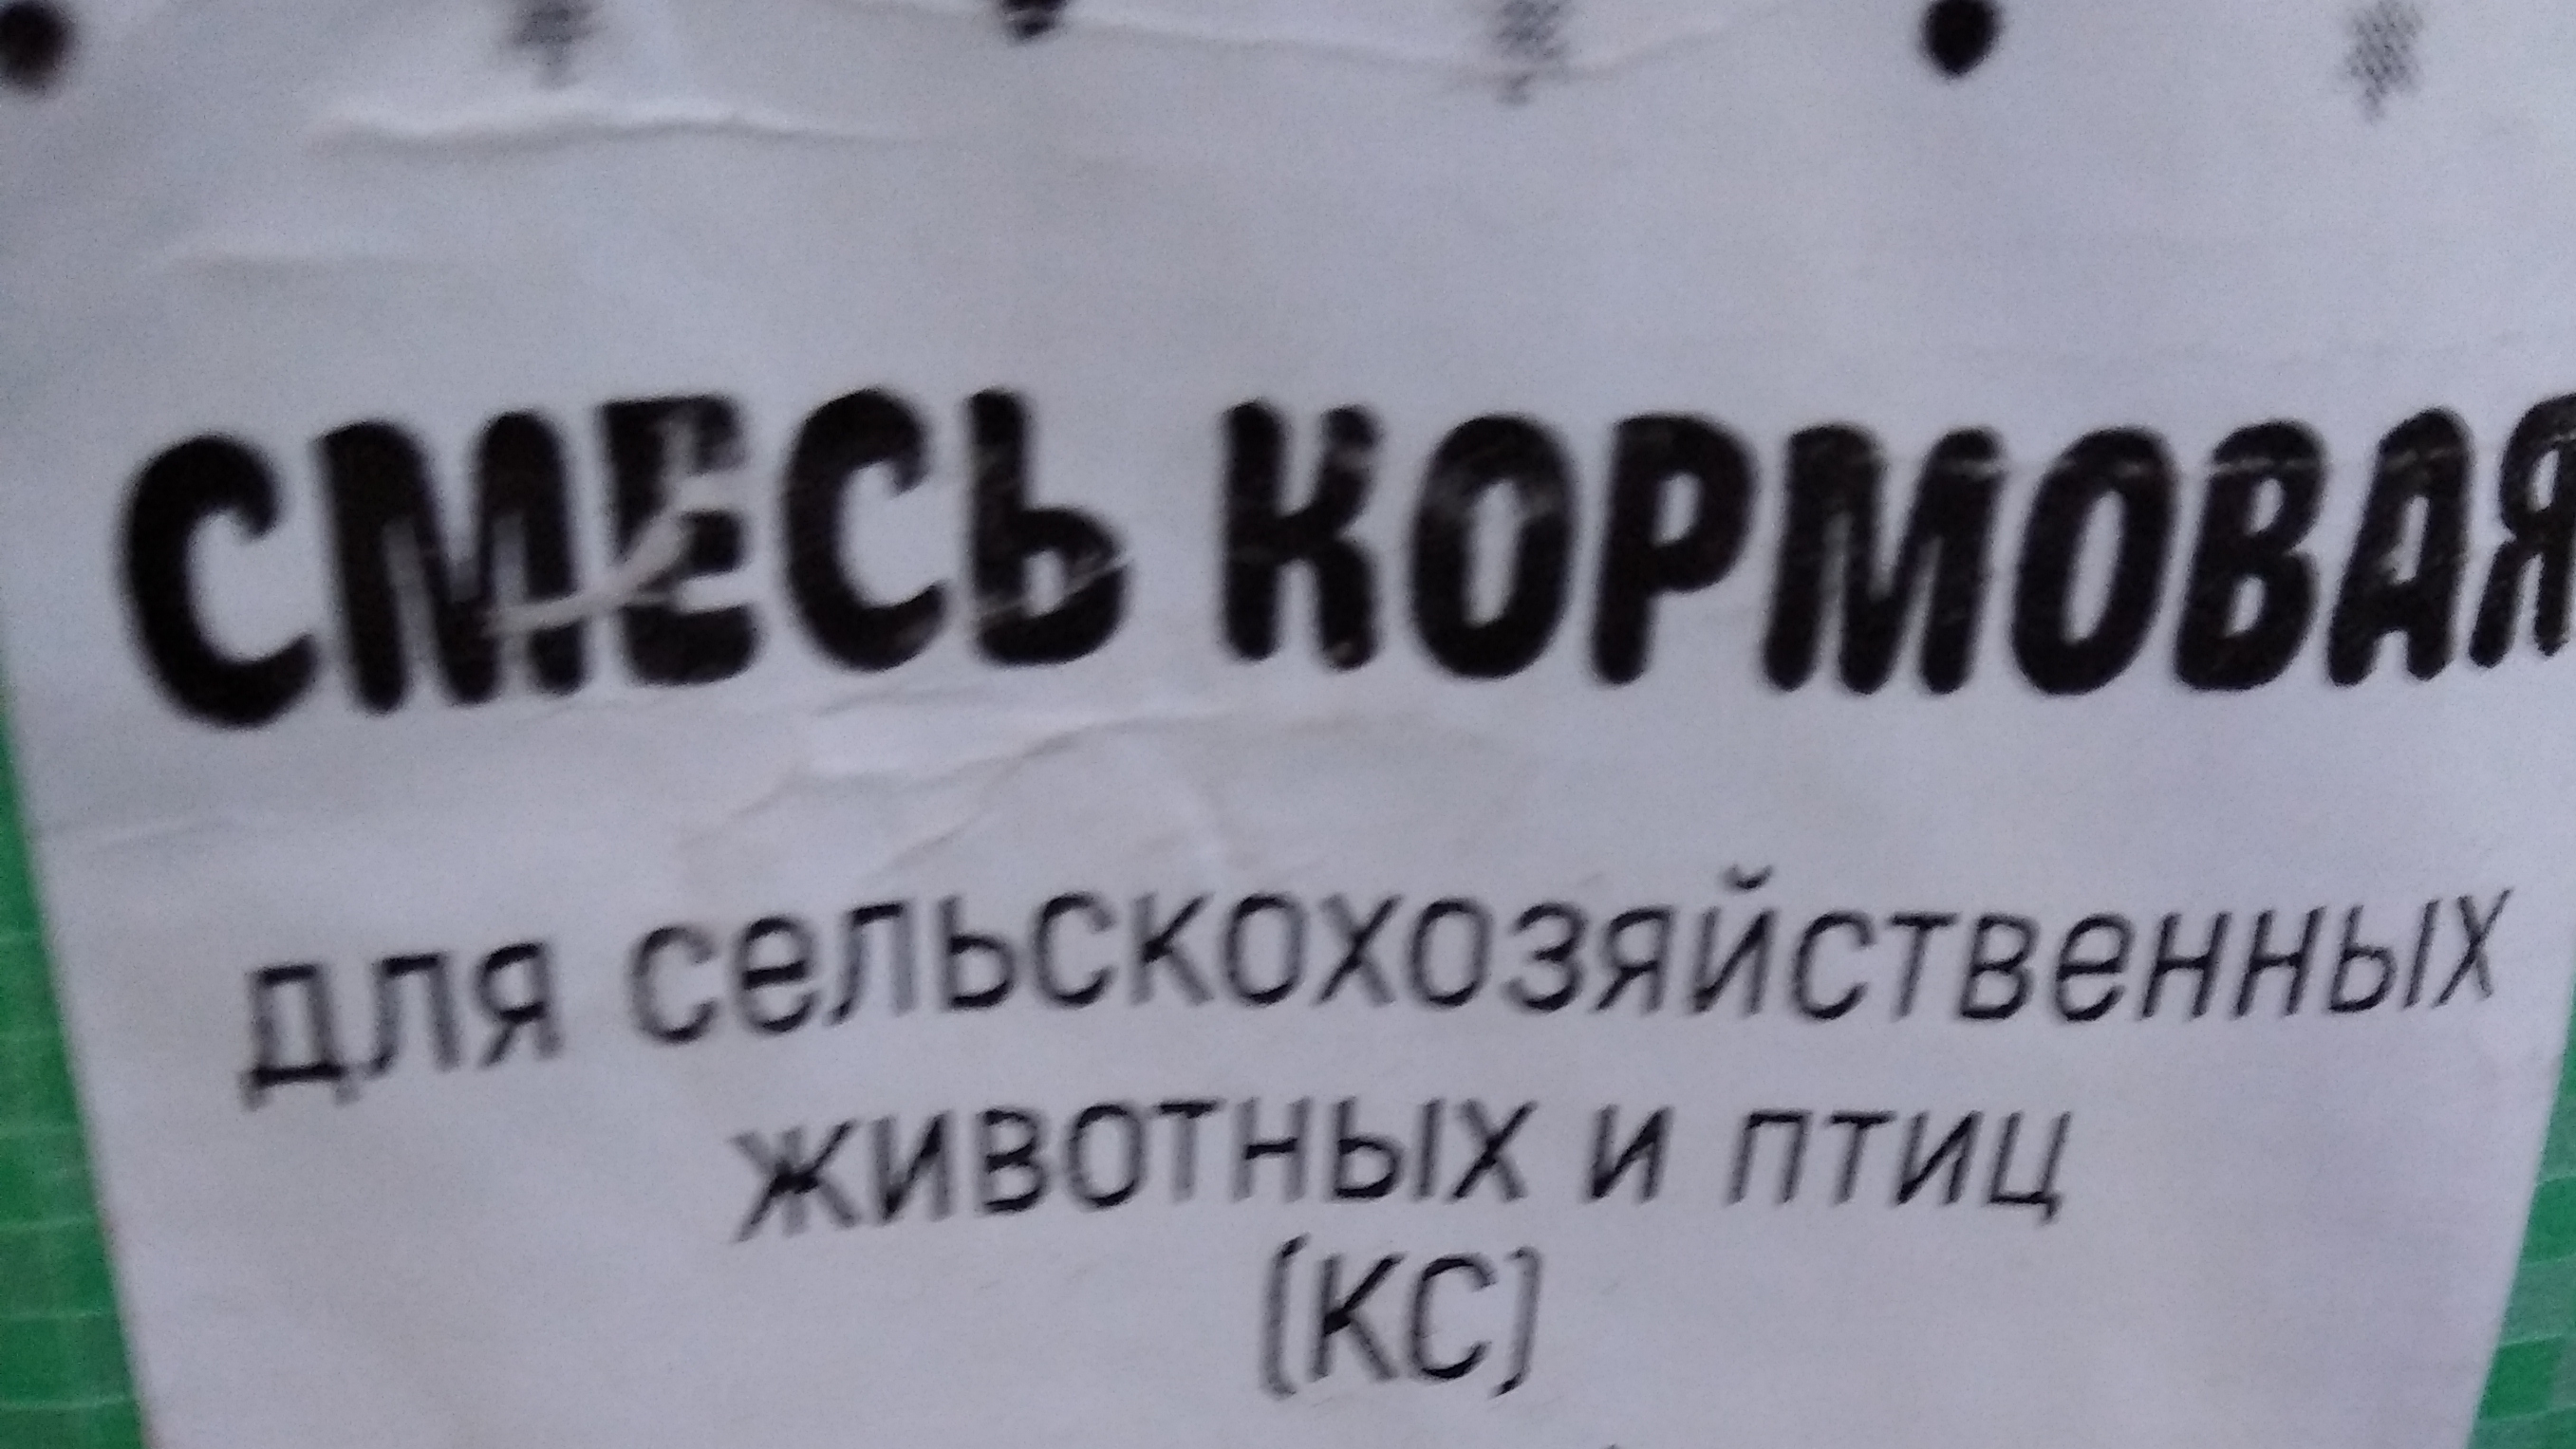 СМЕСЬ КОРМОВАЯ
для сельскохозяйственных
животных и птиц
(КС)